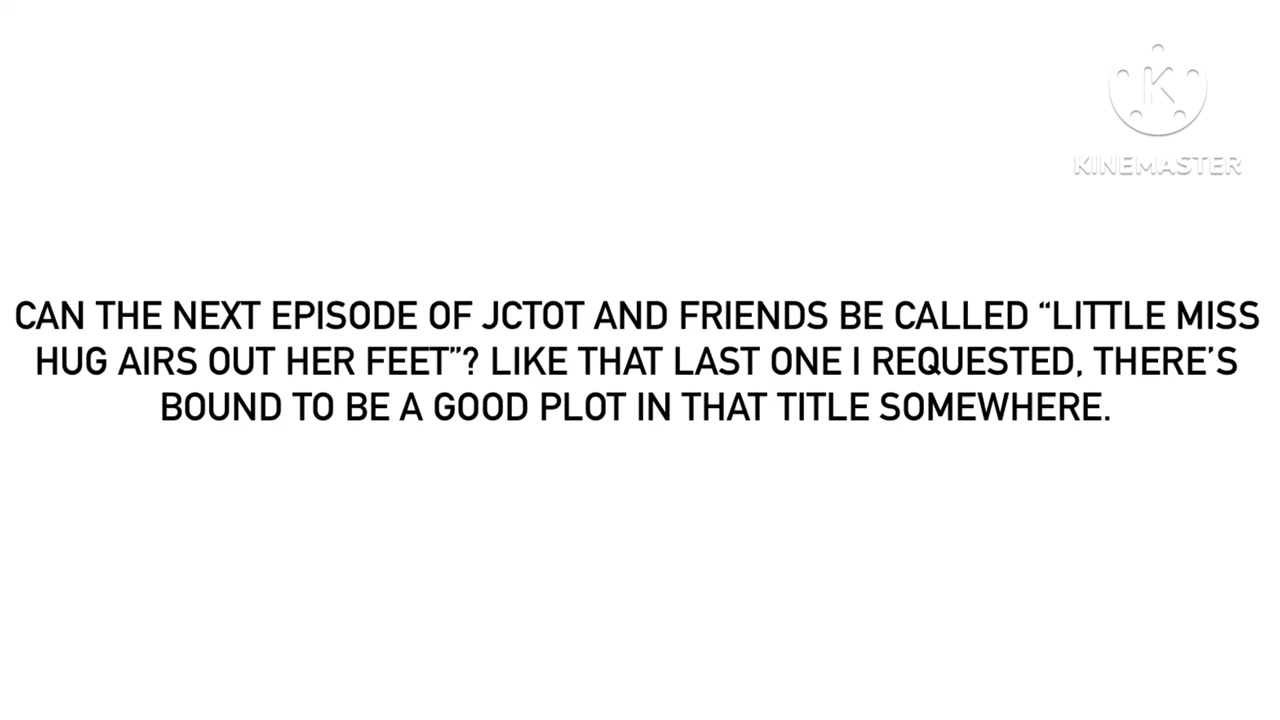 KINEMASTER
CAN THE NEXT EPISODE OF JCTOT AND FRIENDS BE CALLED “LITTLE MISS
HUG AIRS OUT HER FEET”? LIKE THAT LAST ONE I REQUESTED, THERE’S
BOUND TO BE A GOOD PLOT IN THAT TITLE SOMEWHERE.